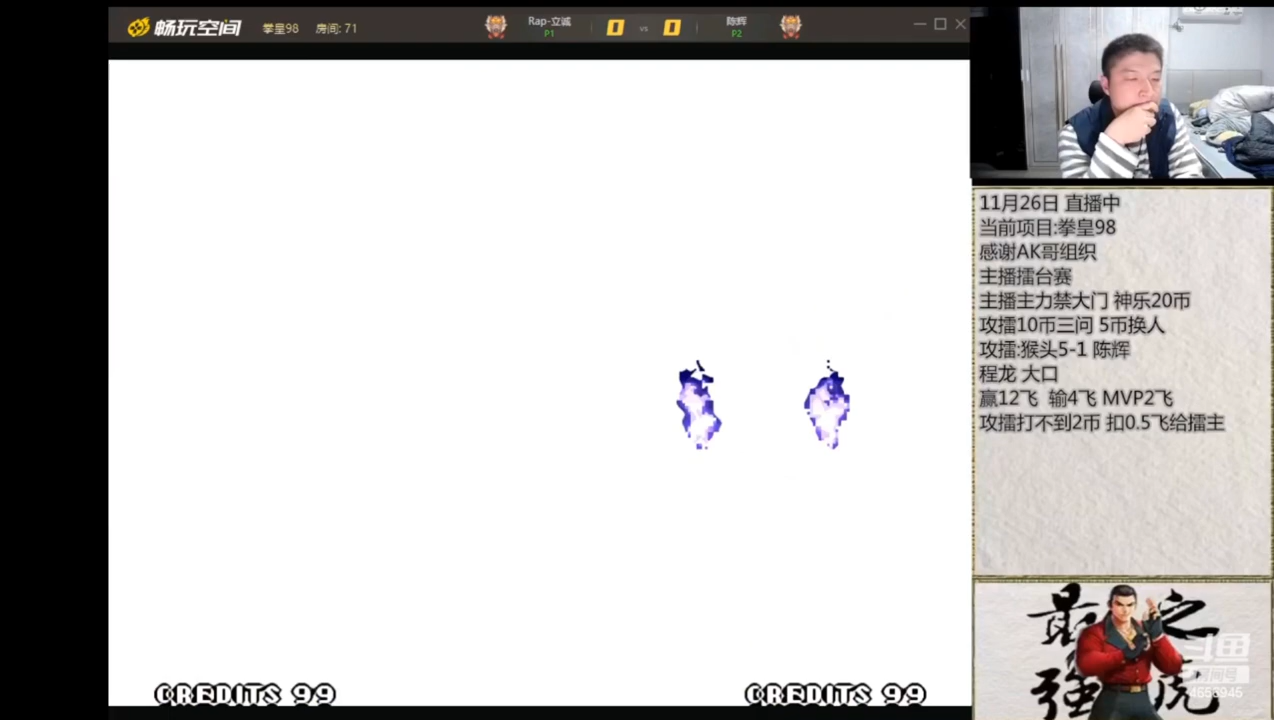 畅玩空间 拳皇98 房间: 71
Rap-立诚 0 vs 0 陈辉
P1 P2
11月26日 直播中
当前项目:拳皇98
感谢AK哥组织
主播擂台赛
主播主力禁大门 神乐20币
攻擂10币三问 5币换人
攻擂:猴头5-1 陈辉
程龙 大口
赢12飞 输4飞 MVP2飞
攻擂打不到2币 扣0.5飞给擂主
CREDITS 99 CREDITS 99
最 之
强 虎
斗鱼
房间号
4653945